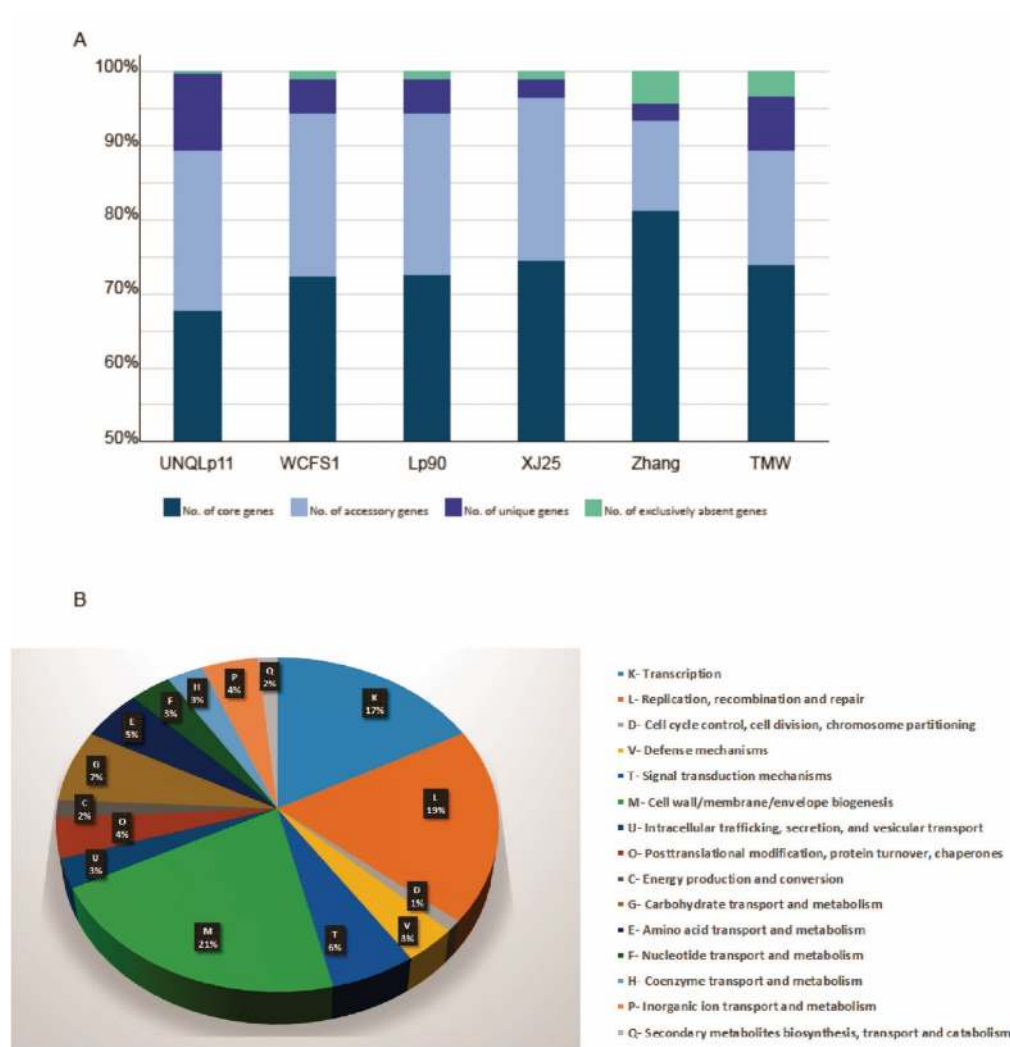 A
100%
90%
80%
70%
60%
50%
UNQLp11 WCFS1 Lp90 XJ25 Zhang TMW
No. of core genes No. of accessory genes No. of unique genes No. of exclusively absent genes
B
K
17%
L
19%
D
1%
V
3%
T
6%
M
21%
U
3%
O
4%
C
2%
G
7%
E
5%
F
3%
H
3%
P
4%
Q
2%
K- Transcription
L- Replication, recombination and repair
D- Cell cycle control, cell division, chromosome partitioning
V- Defense mechanisms
T- Signal transduction mechanisms
M- Cell wall/membrane/envelope biogenesis
U- Intracellular trafficking, secretion, and vesicular transport
O- Posttranslational modification, protein turnover, chaperones
C- Energy production and conversion
G- Carbohydrate transport and metabolism
E- Amino acid transport and metabolism
F- Nucleotide transport and metabolism
H- Coenzyme transport and metabolism
P- Inorganic ion transport and metabolism
Q- Secondary metabolites biosynthesis, transport and catabolism